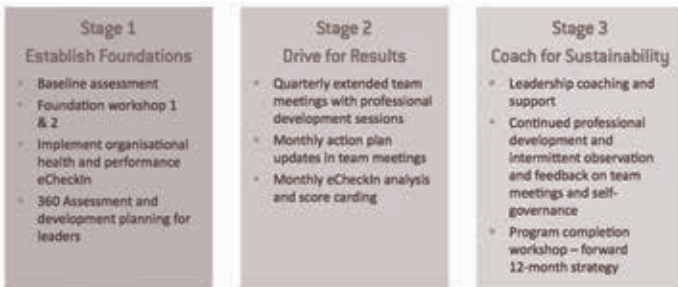 Stage 1
Establish Foundations
• Baseline assessment
• Foundation workshop 1
& 2
• Implement organisational
health and performance
eCheckIn
• 360 Assessment and
development planning for
leaders
Stage 2
Drive for Results
• Quarterly extended team
meetings with professional
development sessions
• Monthly action plan
updates in team meetings
• Monthly eCheckIn analysis
and score carding
Stage 3
Coach for Sustainability
• Leadership coaching and
support
• Continued professional
development and
intermittent observation
and feedback on team
meetings and self-
governance
• Program completion
workshop – forward
12-month strategy